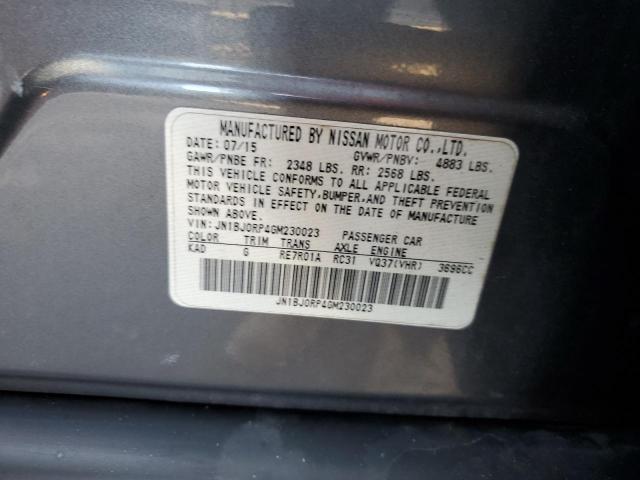 MANUFACTURED BY NISSAN MOTOR CO.,LTD.
DATE: 07/15 GVWR/PNBV: 4883 LBS.
GAWR/PNBE FR: 2348 LBS. RR: 2568 LBS.
THIS VEHICLE CONFORMS TO ALL APPLICABLE FEDERAL
MOTOR VEHICLE SAFETY, BUMPER, AND THEFT PREVENTION
STANDARDS IN EFFECT ON THE DATE OF MANUFACTURE
SHOWN ABOVE.
VIN: JN1BJ0RP4GM230023 PASSENGER CAR
COLOR TRIM TRANS AXLE ENGINE
KAD G RE7R01A RC31 VQ37(VHR) 3696CC
JN1BJ0RP4GM230023